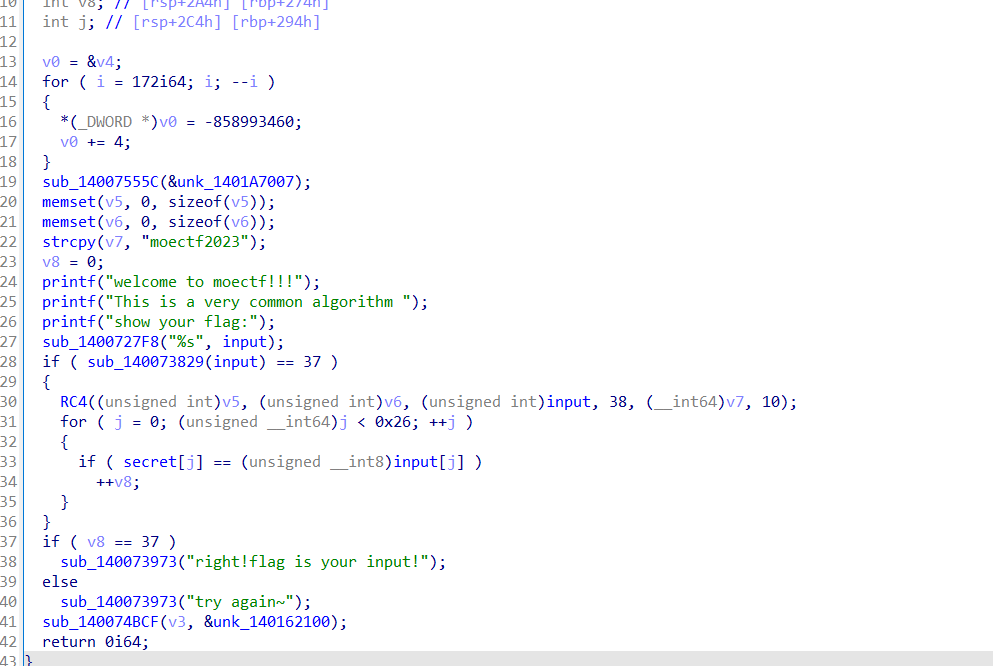 10 int v8; // [rsp+2A4h] [rbp+274h]
11 int j; // [rsp+2C4h] [rbp+294h]
12
13 v0 = &v4;
14 for ( i = 172i64; i; --i )
15 {
16 *(_DWORD *)v0 = -858993460;
17 v0 += 4;
18 }
19 sub_14007555C(&unk_1401A7007);
20 memset(v5, 0, sizeof(v5));
21 memset(v6, 0, sizeof(v6));
22 strcpy(v7, "moectf2023");
23 v8 = 0;
24 printf("welcome to moectf!!!");
25 printf("This is a very common algorithm ");
26 printf("show your flag:");
27 sub_1400727F8("%s", input);
28 if ( sub_140073829(input) == 37 )
29 {
30 RC4((unsigned int)v5, (unsigned int)v6, (unsigned int)input, 38, (__int64)v7, 10);
31 for ( j = 0; (unsigned __int64)j < 0x26; ++j )
32 {
33 if ( secret[j] == (unsigned __int8)input[j] )
34 ++v8;
35 }
36 }
37 if ( v8 == 37 )
38 sub_140073973("right!flag is your input!");
39 else
40 sub_140073973("try again~");
41 sub_140074BCF(v3, &unk_140162100);
42 return 0i64;
43 }